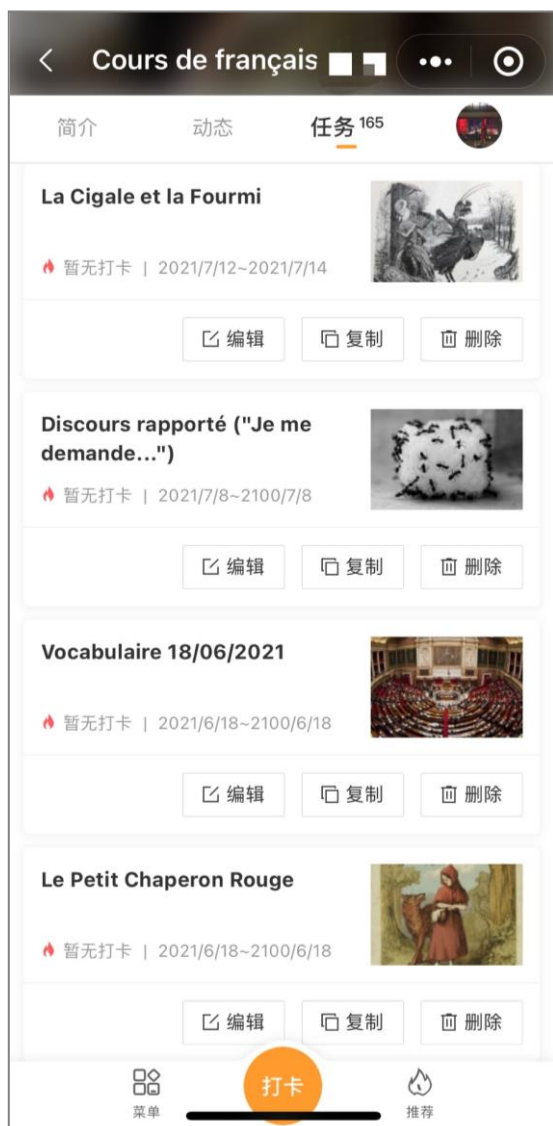 Cours de français
简介
动态
任务 165
La Cigale et la Fourmi
暂无打卡 | 2021/7/12~2021/7/14
编辑
复制
删除
Discours rapporté ("Je me
demande...")
暂无打卡 | 2021/7/8~2100/7/8
编辑
复制
删除
Vocabulaire 18/06/2021
暂无打卡 | 2021/6/18~2100/6/18
编辑
复制
删除
Le Petit Chaperon Rouge
暂无打卡 | 2021/6/18~2100/6/18
编辑
复制
删除
菜单
打卡
推荐